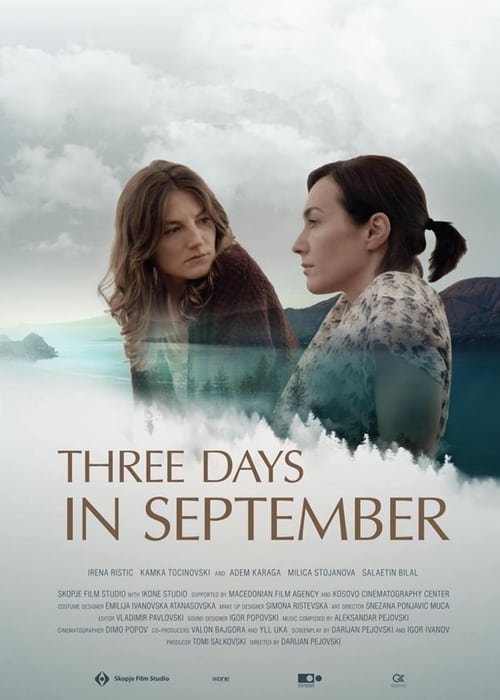 THREE DAYS
IN SEPTEMBER
IRENA RISTIC KAMKA TOCINOVSKI AND ADEM KARAGA MILICA STOJANOVA SALAETIN BILAL
SKOPJE FILM STUDIO WITH IKONE STUDIO SUPPORTED BY MACEDONIAN FILM AGENCY AND KOSOVO CINEMATOGRAPHY CENTER
COSTUME DESIGNER EMILIJA IVANOVSKA ATANASOVSKA MAKE UP DESIGNER SIMONA RISTEVSKA ART DIRECTOR SNEZANA PONJAVIC MUCA
EDITOR VLADIMIR PAVLOVSKI SOUND DESIGNER IGOR POPOVSKI MUSIC COMPOSED BY ALEKSANDAR PEJOVSKI
CINEMATOGRAPHER DIMO POPOV CO-PRODUCERS VALON BAJGORA AND YLL UKA SCREENPLAY BY DARIJAN PEJOVSKI AND IGOR IVANOV
PRODUCER TOMI SALKOVSKI DIRECTED BY DARIJAN PEJOVSKI
Skopje Film Studio